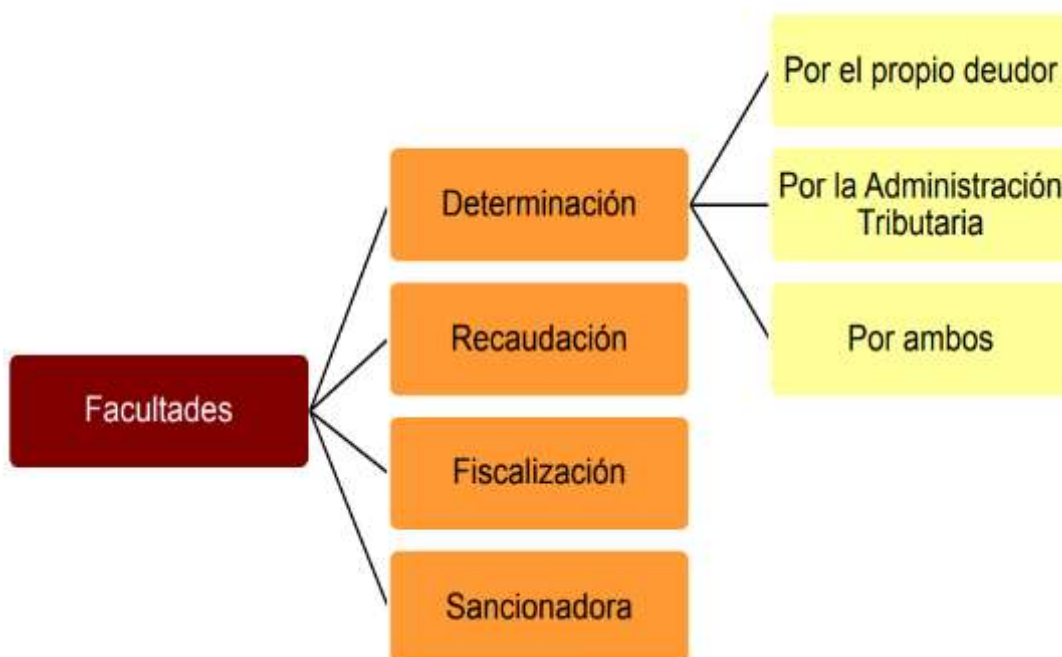 Facultades
Determinación
Por el propio deudor
Por la Administración
Tributaria
Por ambos
Recaudación
Fiscalización
Sancionadora